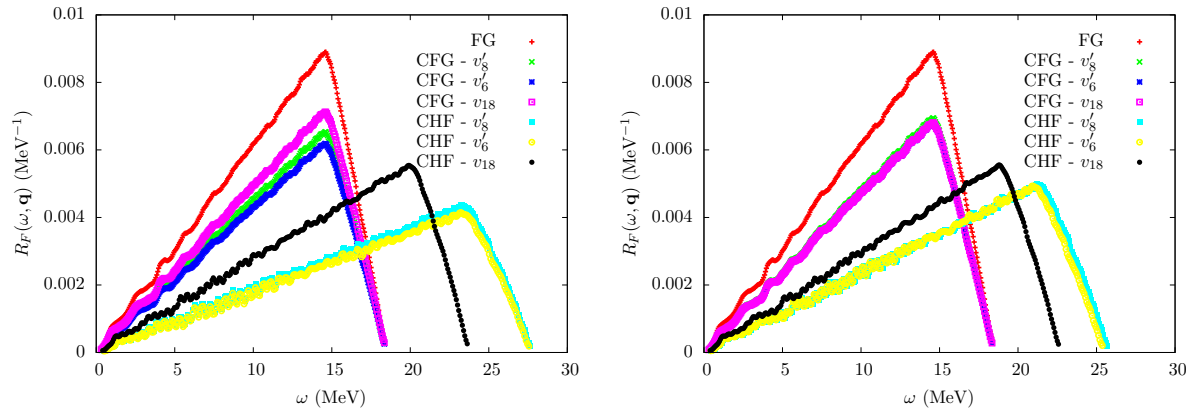 0.01
0.008
0.006
0.004
0.002
0
0 5 10 15 20 25 30
R_F(ω, q) (MeV⁻¹)
ω (MeV)
FG
CFG - v′₈
CFG - v′₆
CFG - v₁₈
CHF - v′₈
CHF - v′₆
CHF - v₁₈
0.01
0.008
0.006
0.004
0.002
0
0 5 10 15 20 25 30
R_F(ω, q) (MeV⁻¹)
ω (MeV)
FG
CFG - v′₈
CFG - v′₆
CFG - v₁₈
CHF - v′₈
CHF - v′₆
CHF - v₁₈